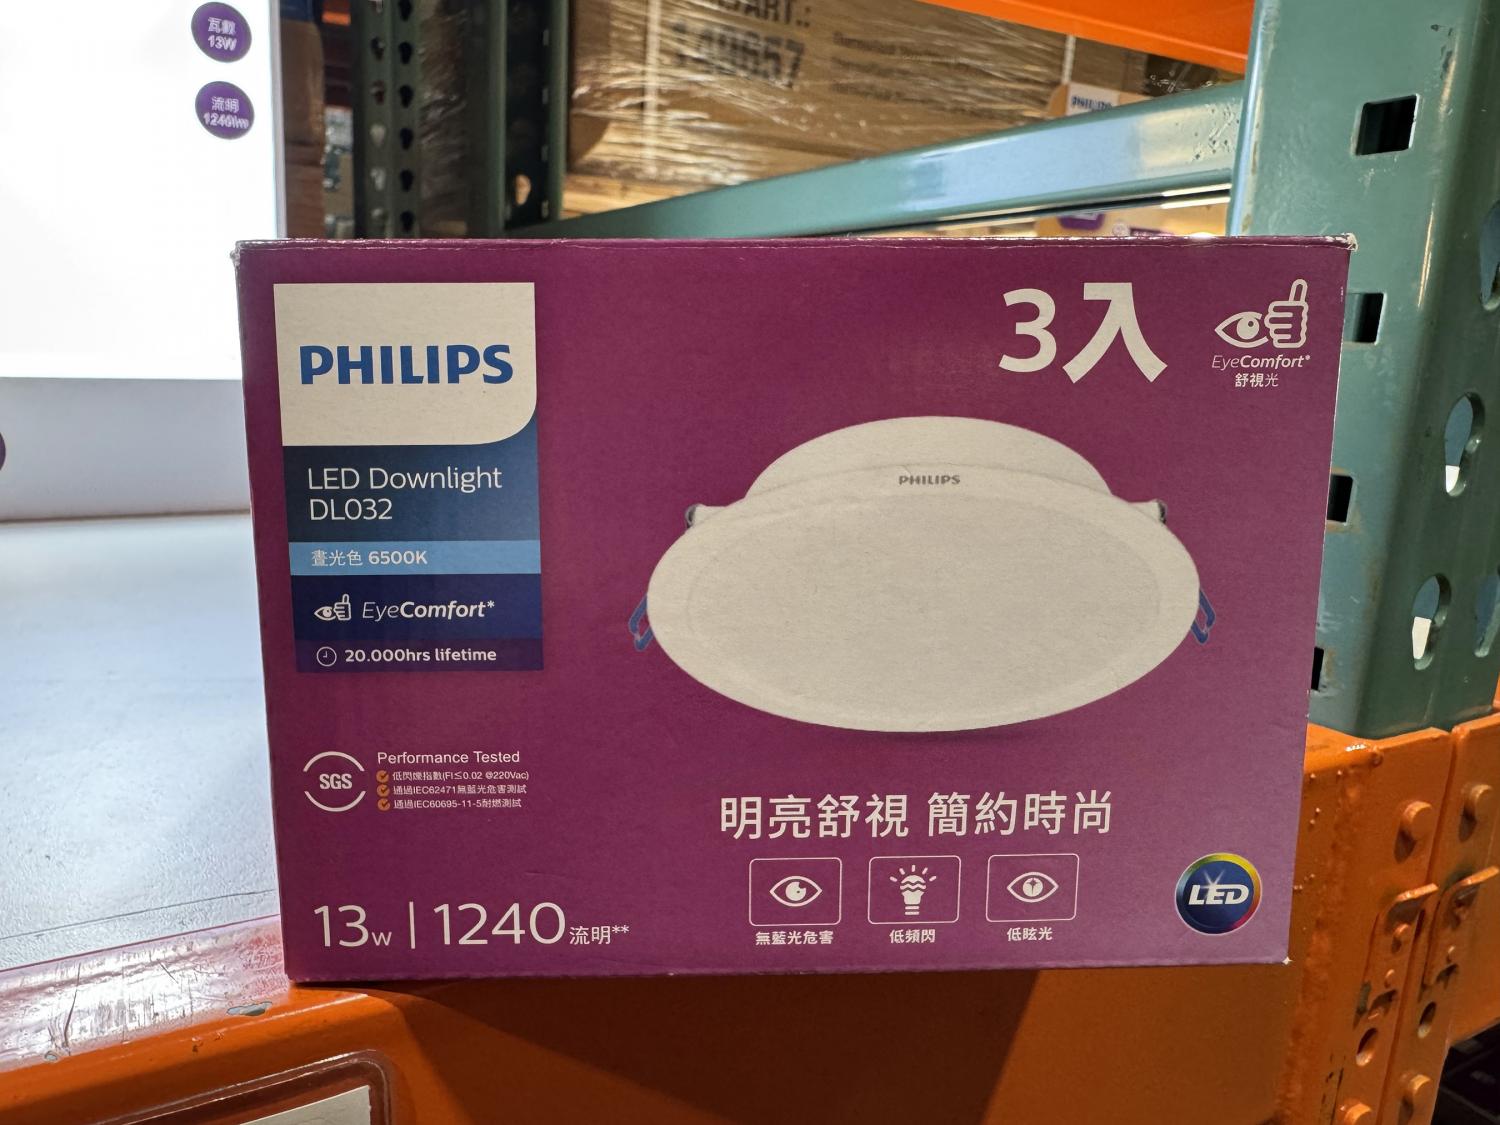 瓦數
13W
流明
1240lm
PHILIPS
LED Downlight
DL032
晝光色 6500K
EyeComfort*
20.000hrs lifetime
SGS
Performance Tested
低閃爍指數(FI≤0.02 @220Vac)
通過IEC62471無藍光危害測試
通過IEC60695-11-5耐燃測試
13w | 1240流明**
3入
EyeComfort*
舒視光
PHILIPS
明亮舒視 簡約時尚
無藍光危害
低頻閃
低眩光
LED